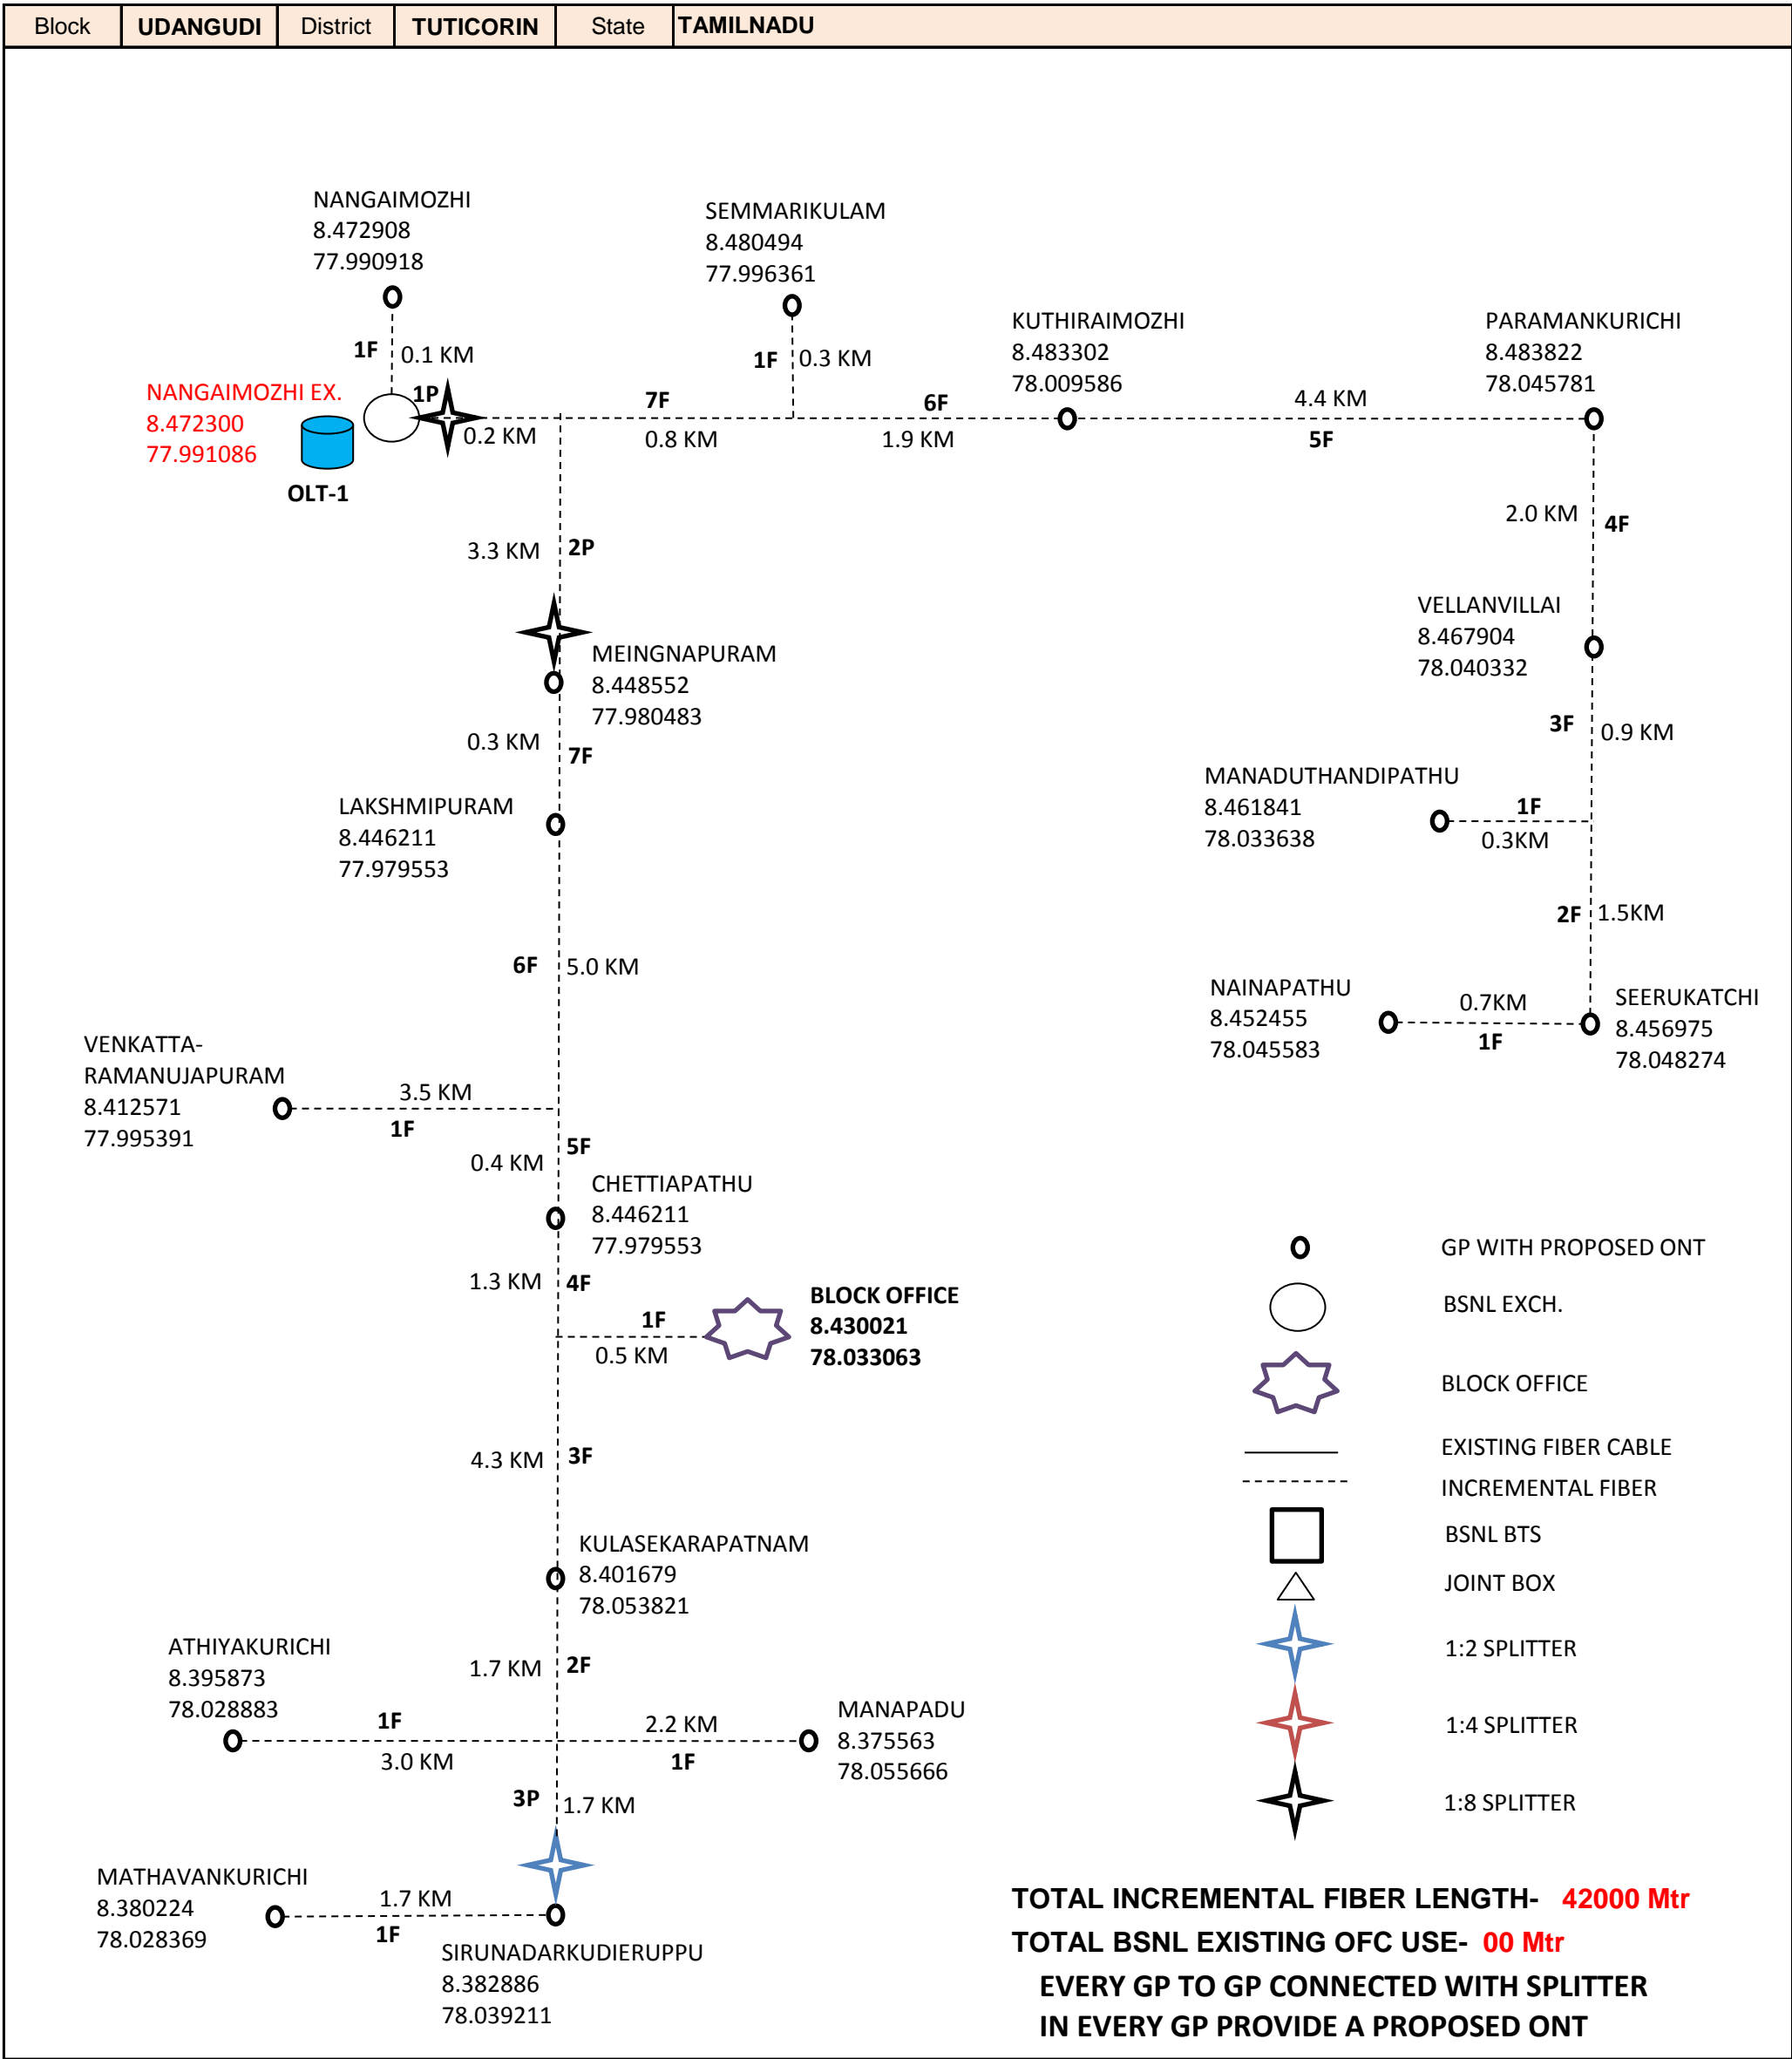 Block UDANGUDI District TUTICORIN State TAMILNADU
NANGAIMOZHI
8.472908
77.990918
SEMMARIKULAM
8.480494
77.996361
KUTHIRAIMOZHI
8.483302
78.009586
PARAMANKURICHI
8.483822
78.045781
1F 0.1 KM
1F 0.3 KM
NANGAIMOZHI EX.
8.472300
77.991086
OLT-1
1P
0.2 KM
7F
0.8 KM
6F
1.9 KM
4.4 KM
5F
2.0 KM 4F
3.3 KM 2P
VELLANVILLAI
8.467904
78.040332
MEINGNAPURAM
8.448552
77.980483
0.3 KM 7F
3F 0.9 KM
MANADUTHANDIPATHU
8.461841
78.033638
1F
0.3KM
LAKSHMIPURAM
8.446211
77.979553
2F 1.5KM
6F 5.0 KM
NAINAPATHU
8.452455
78.045583
0.7KM
1F
SEERUKATCHI
8.456975
78.048274
VENKATTA-
RAMANUJAPURAM
8.412571
77.995391
3.5 KM
1F
0.4 KM 5F
CHETTIAPATHU
8.446211
77.979553
1.3 KM 4F
1F
0.5 KM
BLOCK OFFICE
8.430021
78.033063
4.3 KM 3F
KULASEKARAPATNAM
8.401679
78.053821
1.7 KM 2F
ATHIYAKURICHI
8.395873
78.028883
1F
3.0 KM
2.2 KM
1F
MANAPADU
8.375563
78.055666
3P 1.7 KM
MATHAVANKURICHI
8.380224
78.028369
1.7 KM
1F
SIRUNADARKUDIERUPPU
8.382886
78.039211
GP WITH PROPOSED ONT
BSNL EXCH.
BLOCK OFFICE
EXISTING FIBER CABLE
INCREMENTAL FIBER
BSNL BTS
JOINT BOX
1:2 SPLITTER
1:4 SPLITTER
1:8 SPLITTER
TOTAL INCREMENTAL FIBER LENGTH- 42000 Mtr
TOTAL BSNL EXISTING OFC USE- 00 Mtr
EVERY GP TO GP CONNECTED WITH SPLITTER
IN EVERY GP PROVIDE A PROPOSED ONT